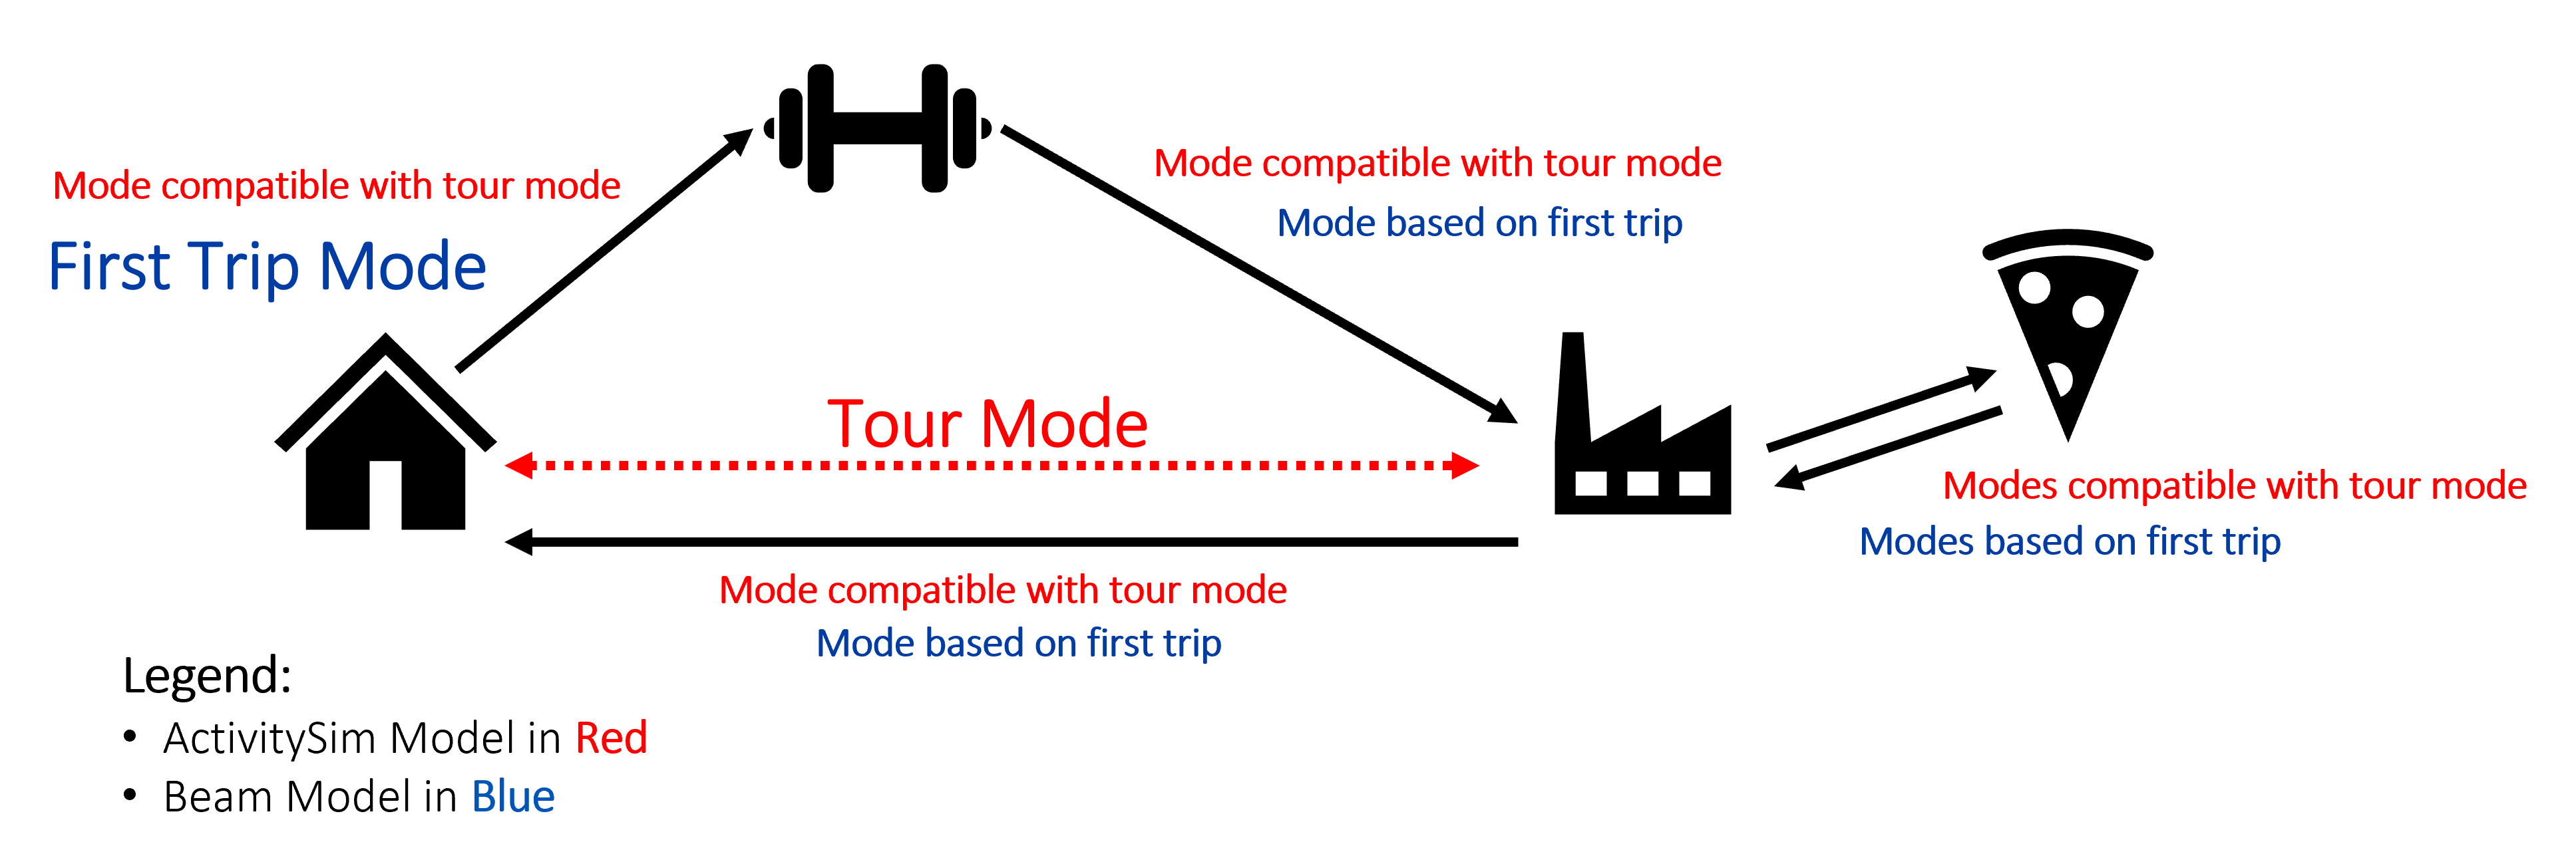 Mode compatible with tour mode
First Trip Mode
Mode compatible with tour mode
Mode based on first trip
Tour Mode
Modes compatible with tour mode
Modes based on first trip
Mode compatible with tour mode
Mode based on first trip
Legend:
• ActivitySim Model in Red
• Beam Model in Blue